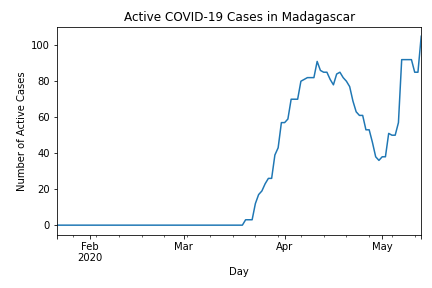 Active COVID-19 Cases in Madagascar
Number of Active Cases
100
80
60
40
20
0
Feb
2020
Mar
Apr
May
Day